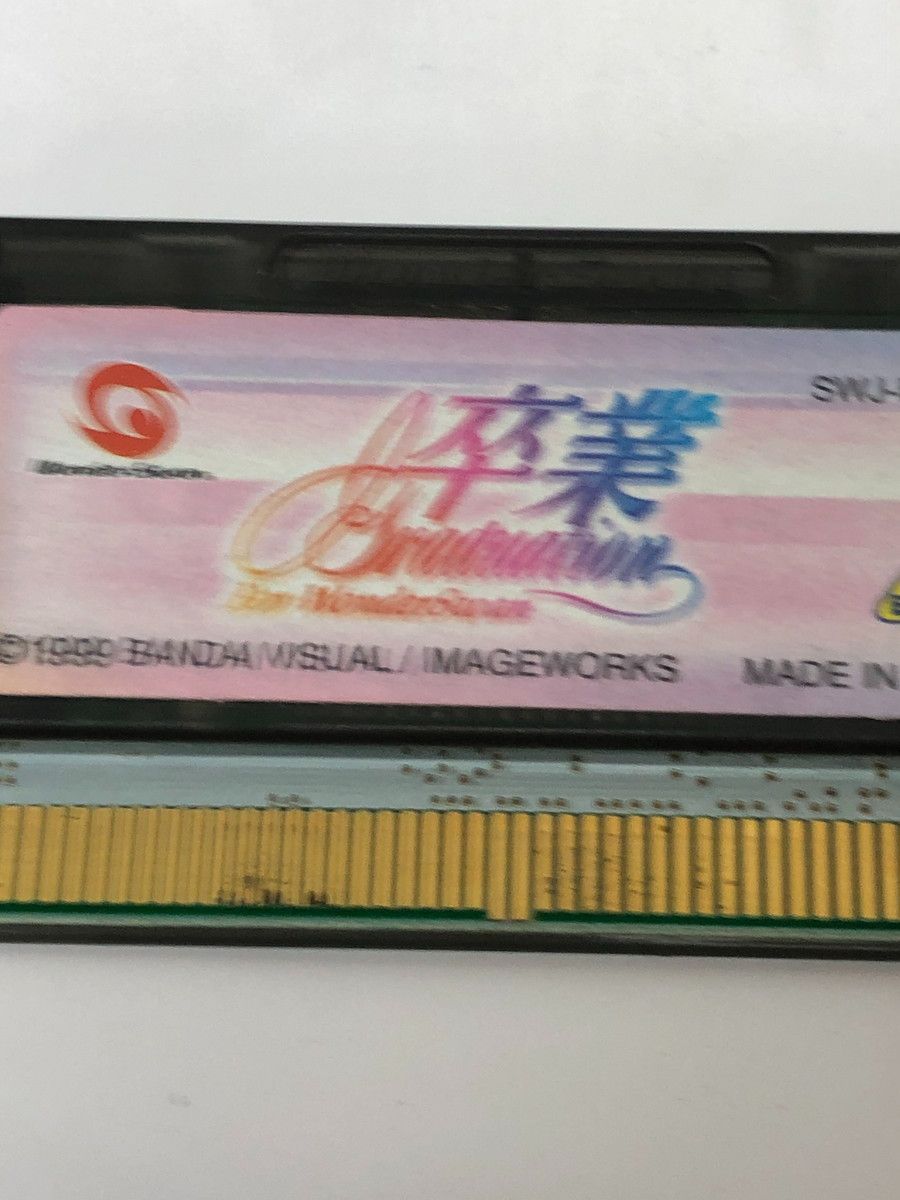 SWJ-
WonderSwan
卒業
Graduation
for WonderSwan
©1999 BANDAI VISUAL / IMAGEWORKS MADE IN